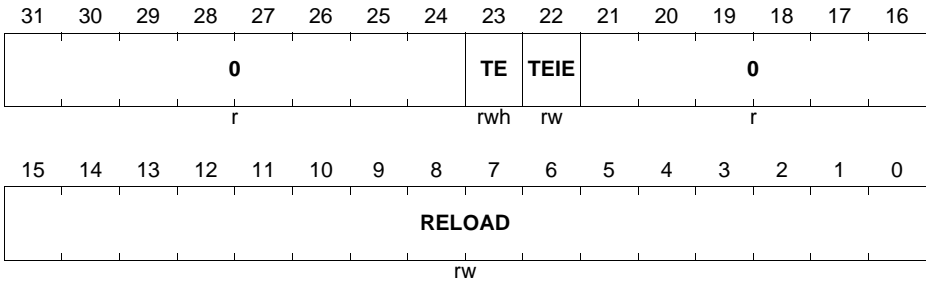 31 30 29 28 27 26 25 24 23 22 21 20 19 18 17 16
0 TE TEIE 0
r rwh rw r
15 14 13 12 11 10 9 8 7 6 5 4 3 2 1 0
RELOAD
rw